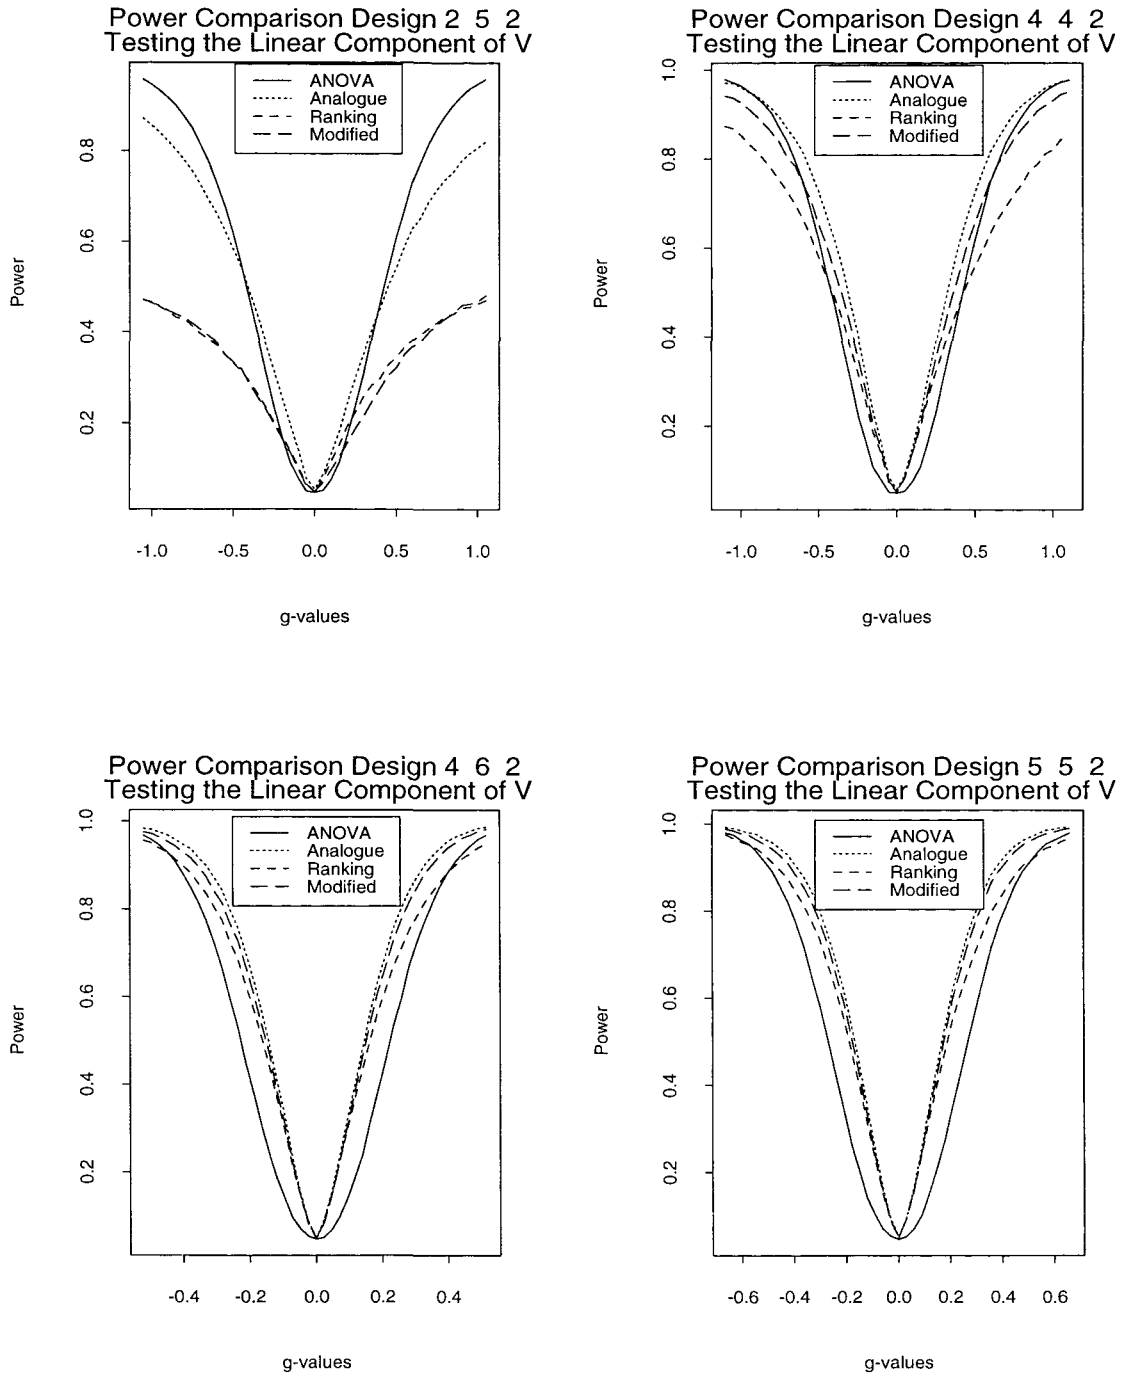 Power Comparison Design 2 5 2
Testing the Linear Component of V
ANOVA
Analogue
Ranking
Modified
Power
0.2
0.4
0.6
0.8
-1.0
-0.5
0.0
0.5
1.0
g-values
Power Comparison Design 4 4 2
Testing the Linear Component of V
ANOVA
Analogue
Ranking
Modified
Power
0.2
0.4
0.6
0.8
1.0
-1.0
-0.5
0.0
0.5
1.0
g-values
Power Comparison Design 4 6 2
Testing the Linear Component of V
ANOVA
Analogue
Ranking
Modified
Power
0.2
0.4
0.6
0.8
1.0
-0.4
-0.2
0.0
0.2
0.4
g-values
Power Comparison Design 5 5 2
Testing the Linear Component of V
ANOVA
Analogue
Ranking
Modified
Power
0.2
0.4
0.6
0.8
1.0
-0.6
-0.4
-0.2
0.0
0.2
0.4
0.6
g-values